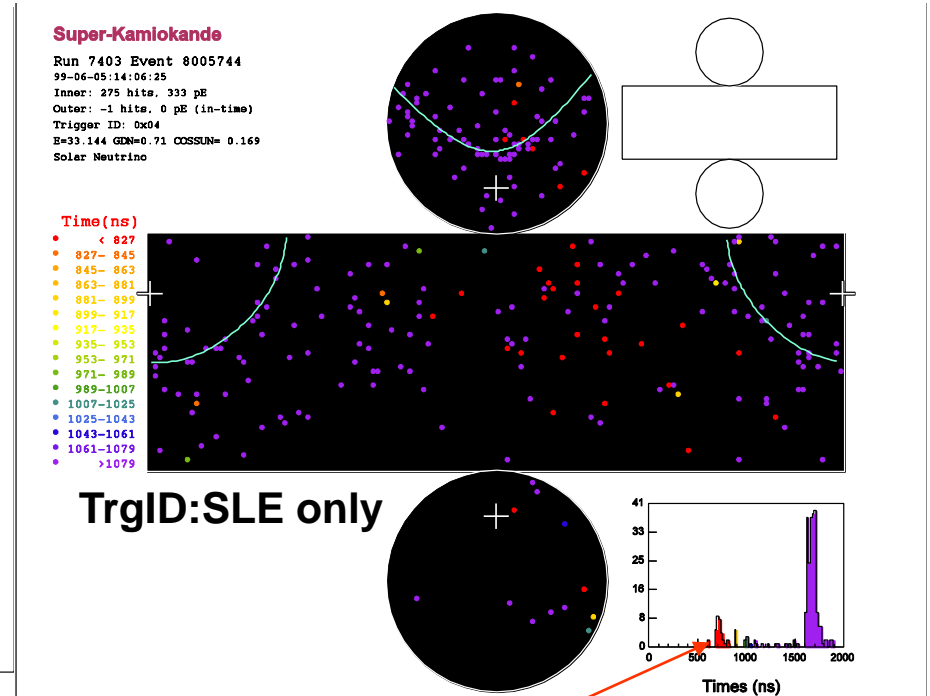 Super-Kamiokande
Run 7403 Event 8005744
99-06-05:14:06:25
Inner: 275 hits, 333 pE
Outer: -1 hits, 0 pE (in-time)
Trigger ID: 0x04
E=33.144 GDN=0.71 COSSUN= 0.169
Solar Neutrino
Time(ns)
< 827
827- 845
845- 863
863- 881
881- 899
899- 917
917- 935
935- 953
953- 971
971- 989
989-1007
1007-1025
1025-1043
1043-1061
1061-1079
>1079
TrgID:SLE only
41
33
25
16
8
0
0 500 1000 1500 2000
Times (ns)